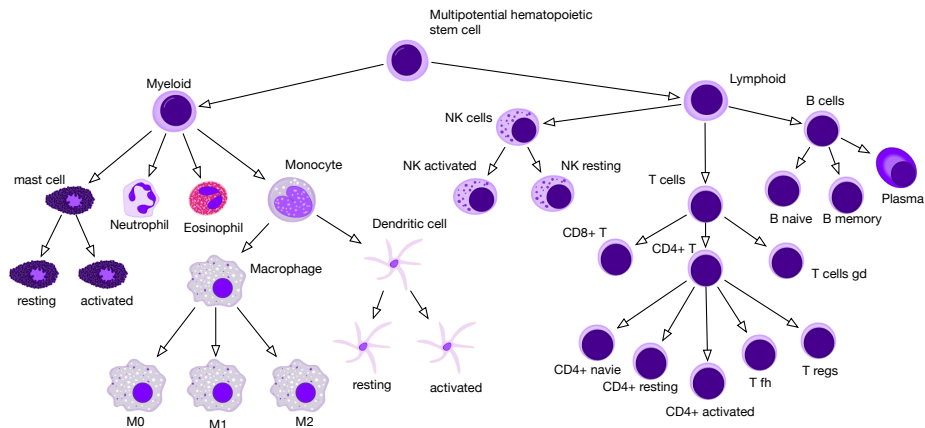 Multipotential hematopoietic
stem cell
Myeloid
Lymphoid
B cells
NK cells
NK activated
NK resting
Monocyte
mast cell
T cells
Plasma
Neutrophil
Eosinophil
B naive
B memory
Dendritic cell
CD8+ T
CD4+ T
Macrophage
T cells gd
resting
activated
CD4+ navie
CD4+ resting
T fh
T regs
resting
activated
CD4+ activated
M0
M1
M2